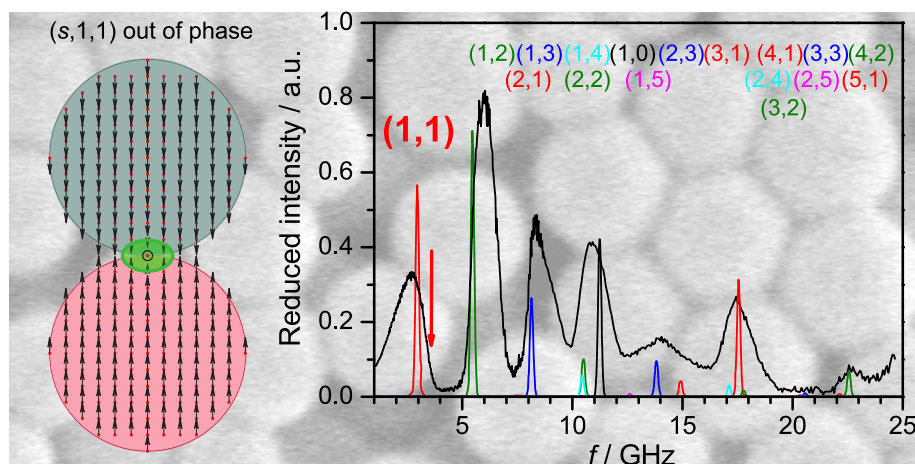 (s,1,1) out of phase
(1,2)(1,3)(1,4)(1,0)(2,3)(3,1)(4,1)(3,3)(4,2)
(2,1) (2,2) (1,5) (2,4)(2,5)(5,1)
(3,2)
(1,1)
Reduced intensity / a.u.
1.0
0.8
0.6
0.4
0.2
0.0
5 10 15 20 25
f / GHz